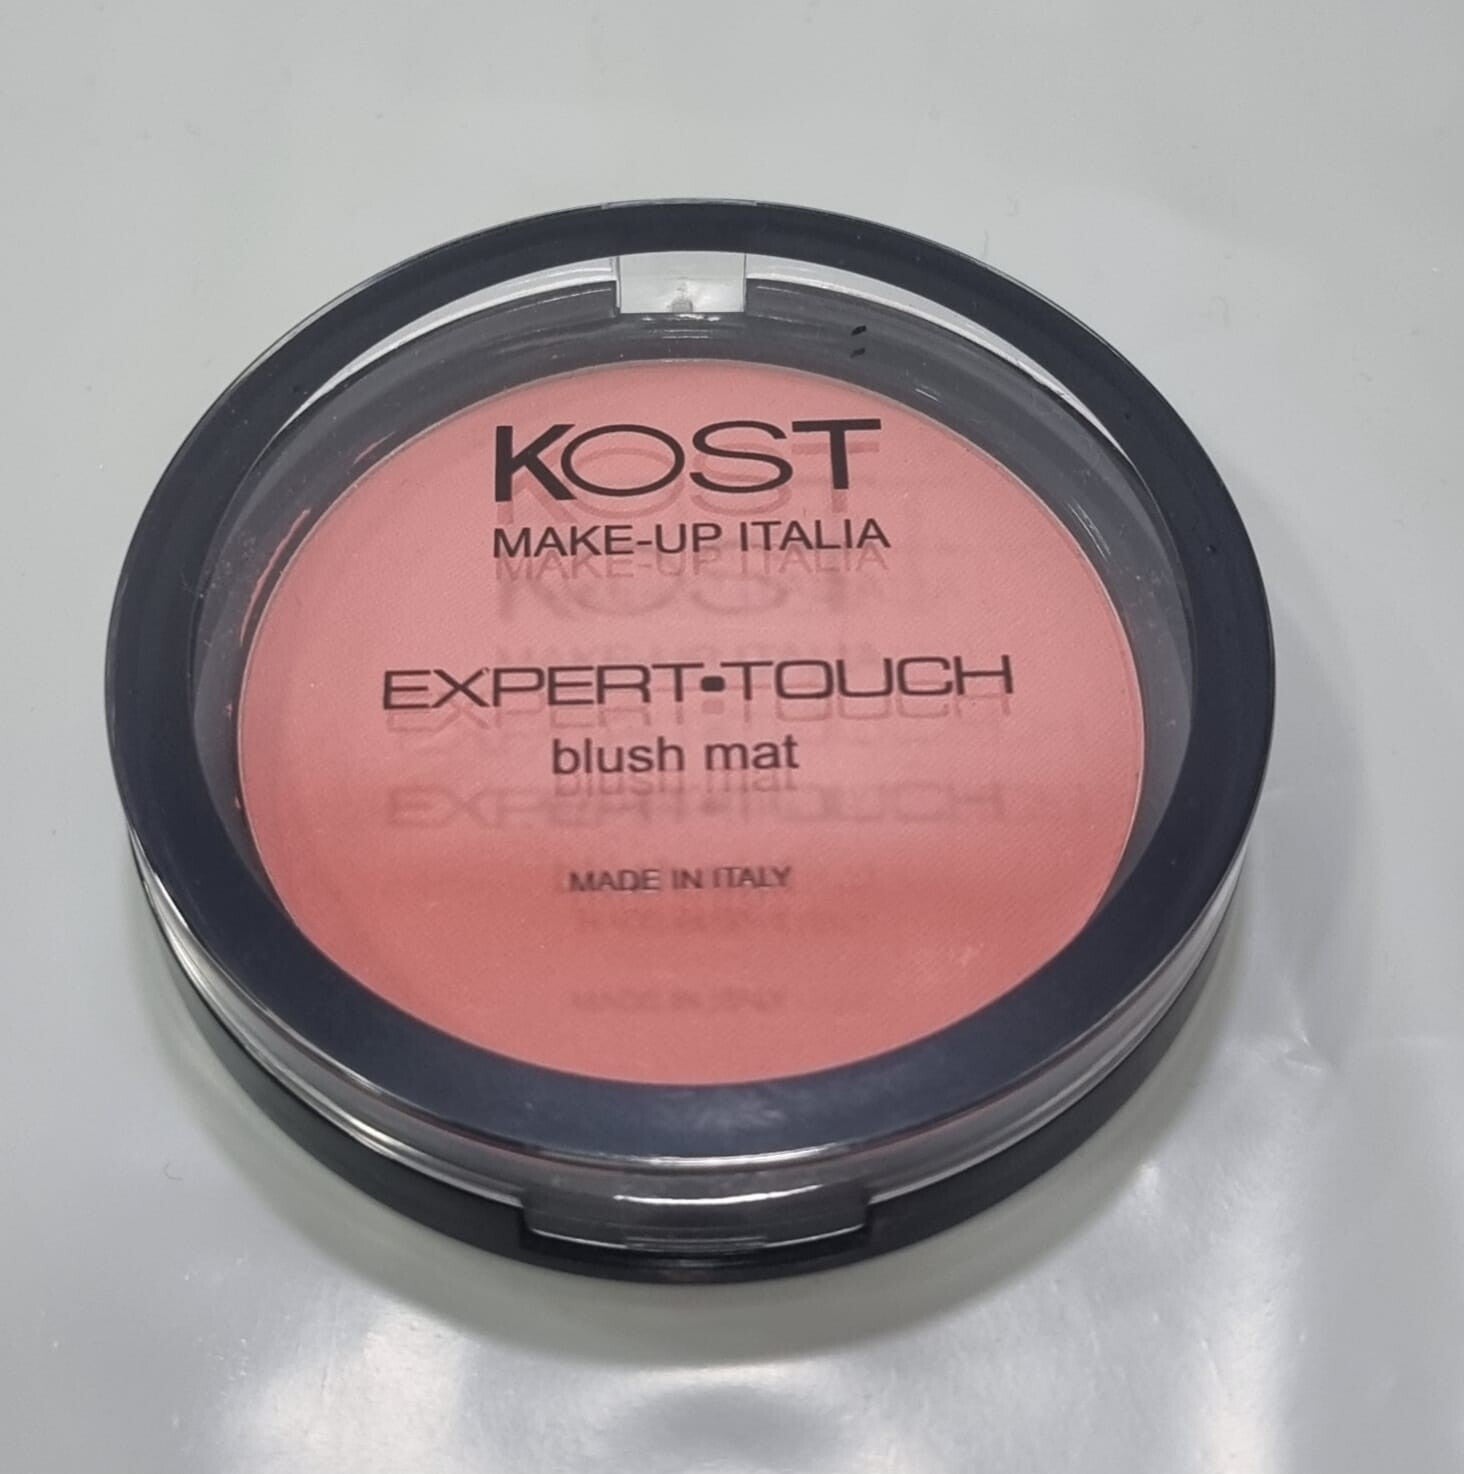 KOST
MAKE-UP ITALIA
EXPERT•TOUCH
blush mat
MADE IN ITALY